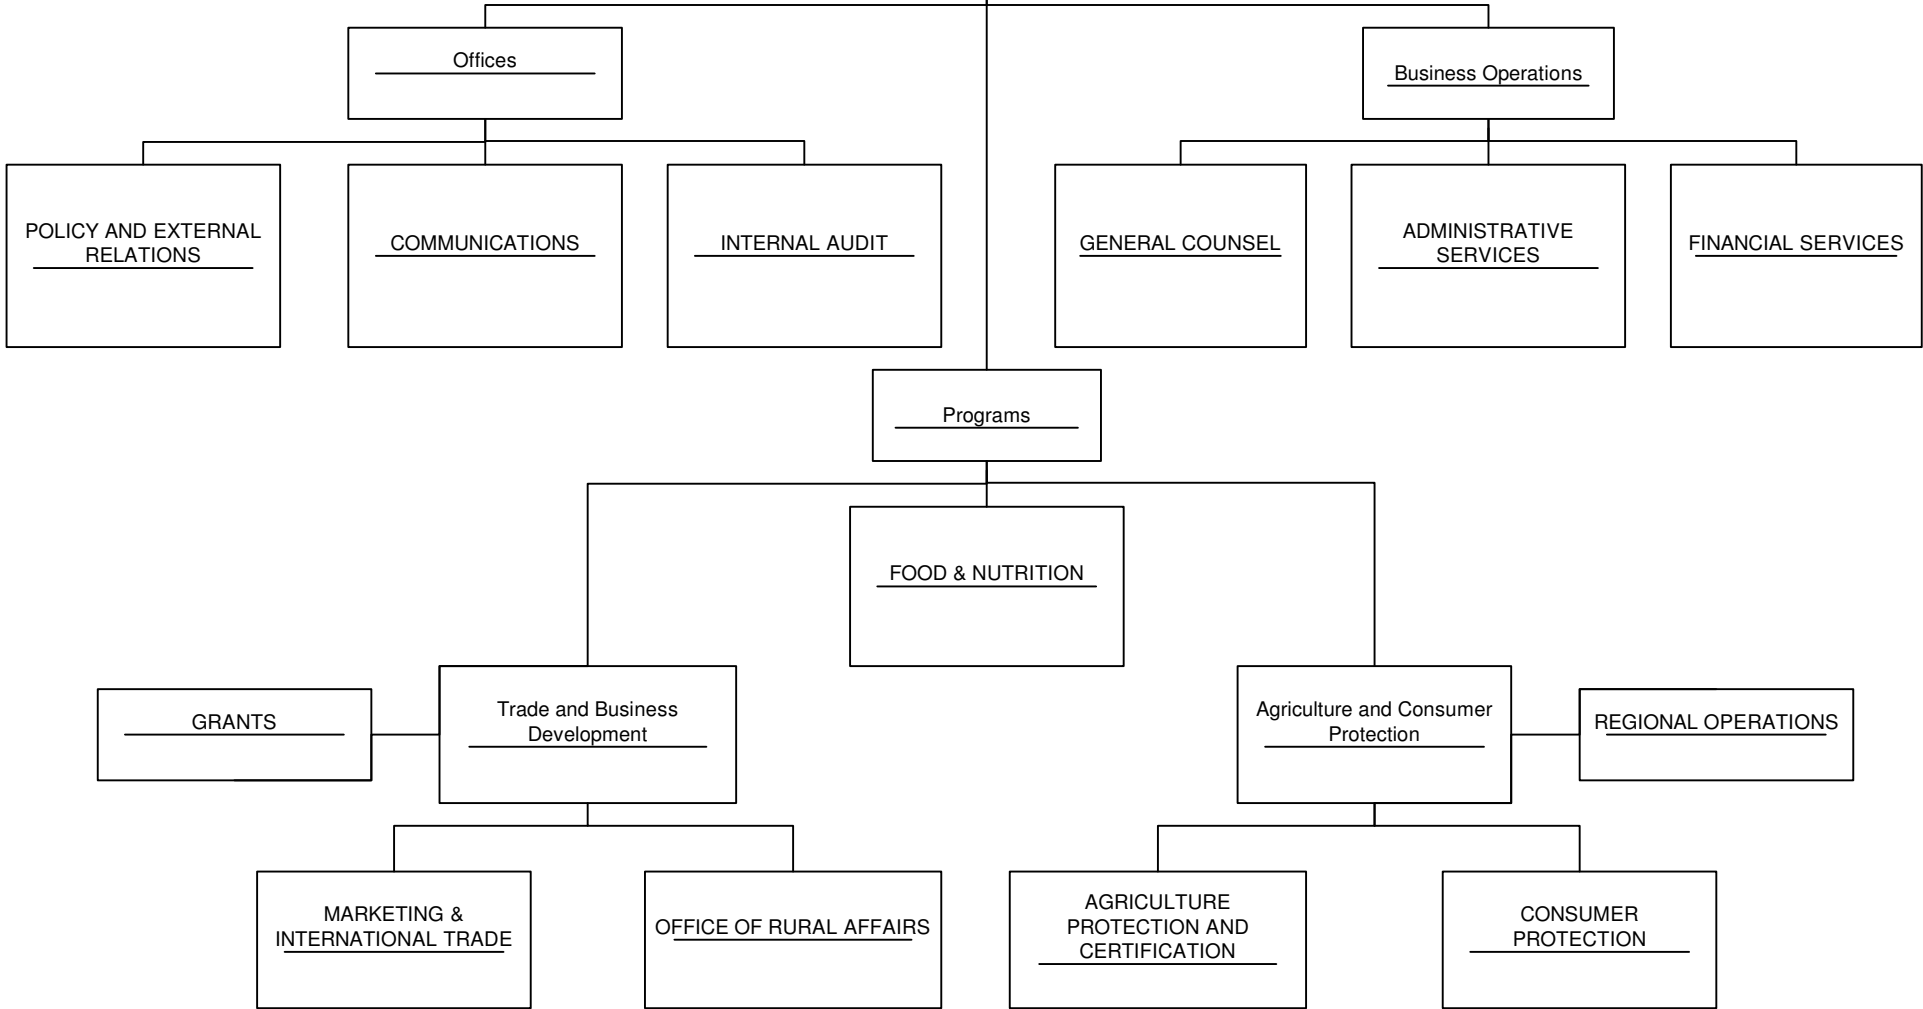 Offices
Business Operations
POLICY AND EXTERNAL
RELATIONS
COMMUNICATIONS
INTERNAL AUDIT
GENERAL COUNSEL
ADMINISTRATIVE
SERVICES
FINANCIAL SERVICES
Programs
FOOD & NUTRITION
GRANTS
Trade and Business
Development
Agriculture and Consumer
Protection
REGIONAL OPERATIONS
MARKETING &
INTERNATIONAL TRADE
OFFICE OF RURAL AFFAIRS
AGRICULTURE
PROTECTION AND
CERTIFICATION
CONSUMER
PROTECTION